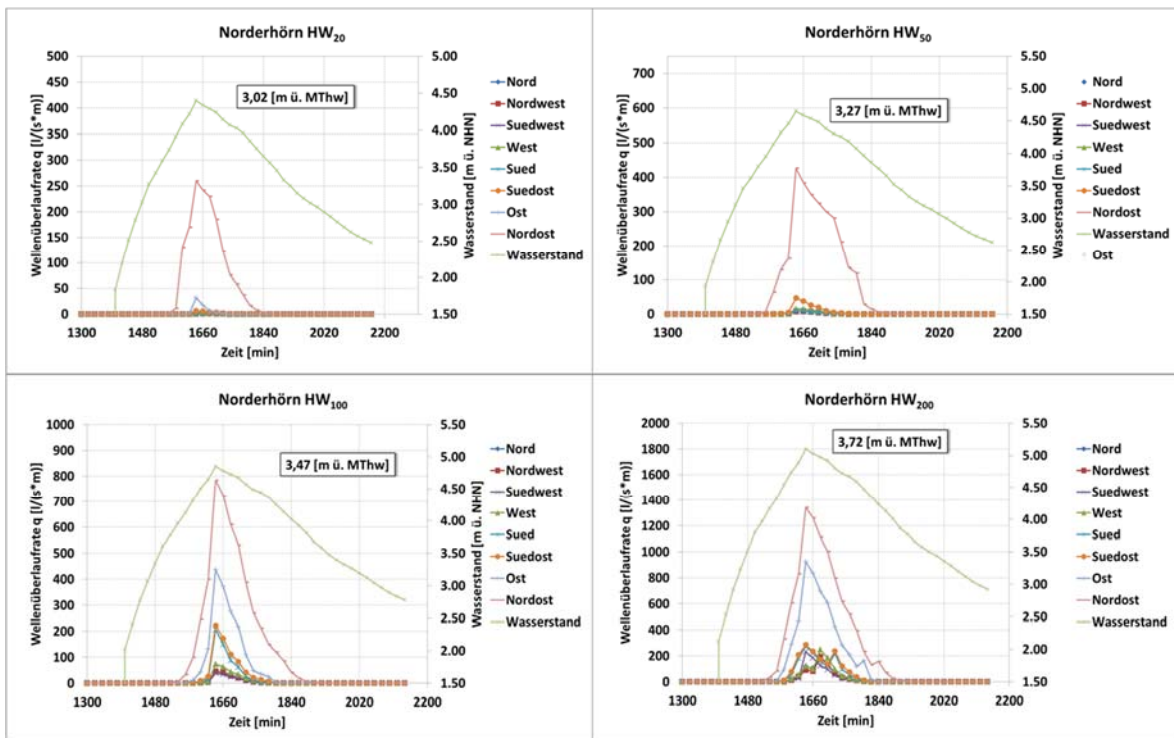 Norderhörn HW20
Wellenüberlaufrate q [l/(s*m)]
500
450
400
350
300
250
200
150
100
50
0
3,02 [m ü. MThw]
5.00
4.50
4.00
3.50
3.00
2.50
2.00
1.50
Wasserstand [m ü. NHN]
1300 1480 1660 1840 2020 2200
Zeit [min]
Nord
Nordwest
Suedwest
West
Sued
Suedost
Ost
Nordost
Wasserstand
Norderhörn HW50
Wellenüberlaufrate q [l/(s*m)]
700
600
500
400
300
200
100
0
3,27 [m ü. MThw]
5.50
5.00
4.50
4.00
3.50
3.00
2.50
2.00
1.50
Wasserstand [m ü. NHN]
1300 1480 1660 1840 2020 2200
Zeit [min]
Nord
Nordwest
Suedwest
West
Sued
Suedost
Nordost
Wasserstand
Ost
Norderhörn HW100
Wellenüberlaufrate q [l/(s*m)]
1000
900
800
700
600
500
400
300
200
100
0
3,47 [m ü. MThw]
5.50
5.00
4.50
4.00
3.50
3.00
2.50
2.00
1.50
Wasserstand [m ü. NHN]
1300 1480 1660 1840 2020 2200
Zeit [min]
Nord
Nordwest
Suedwest
West
Sued
Suedost
Ost
Nordost
Wasserstand
Norderhörn HW200
Wellenüberlaufrate q [l/(s*m)]
2000
1800
1600
1400
1200
1000
800
600
400
200
0
3,72 [m ü. MThw]
5.50
5.00
4.50
4.00
3.50
3.00
2.50
2.00
1.50
Wasserstand [m ü. NHN]
1300 1480 1660 1840 2020 2200
Zeit [min]
Nord
Nordwest
Suedwest
West
Sued
Suedost
Ost
Nordost
Wasserstand